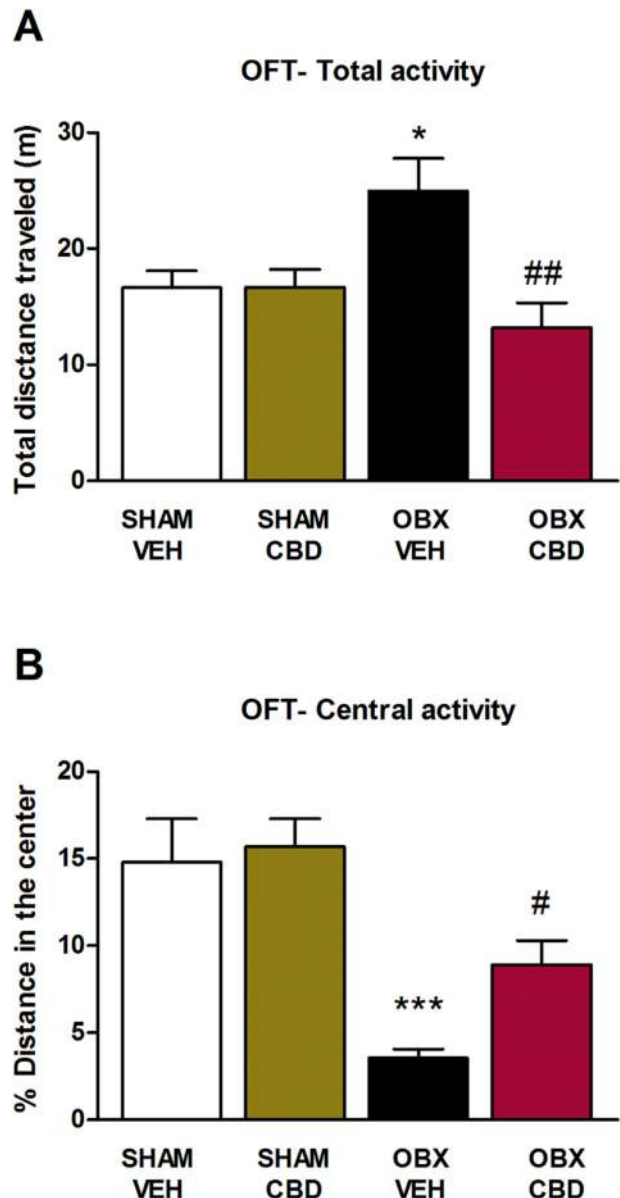 A
OFT- Total activity
Total disctance traveled (m)
30
20
10
0
*
##
SHAM VEH
SHAM CBD
OBX VEH
OBX CBD
B
OFT- Central activity
% Distance in the center
20
15
10
5
0
***
#
SHAM VEH
SHAM CBD
OBX VEH
OBX CBD